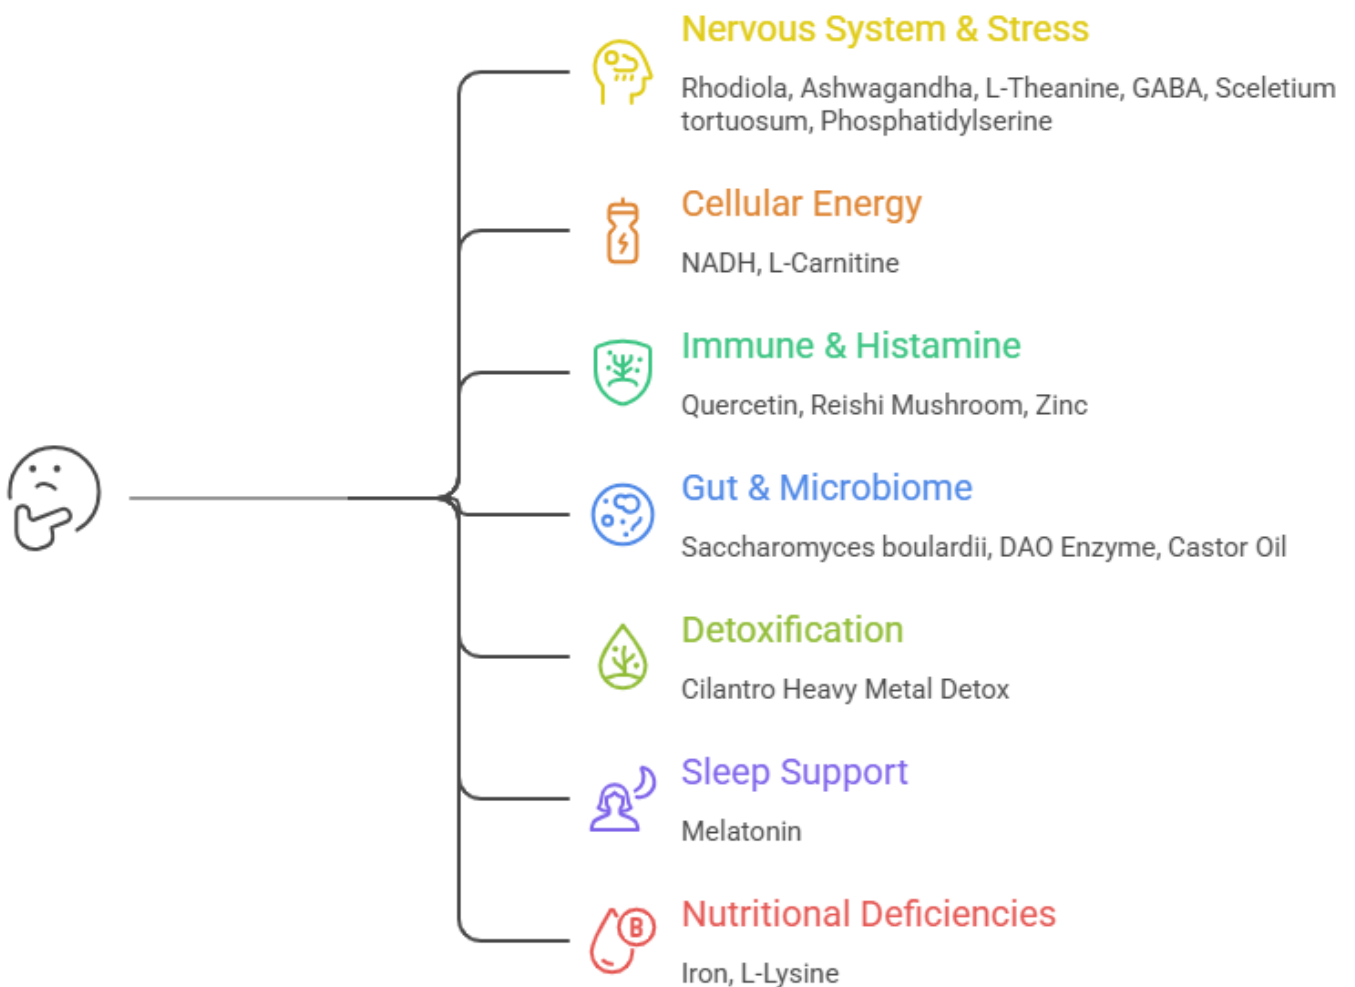 Nervous System & Stress
Rhodiola, Ashwagandha, L-Theanine, GABA, Sceletium
tortuosum, Phosphatidylserine
Cellular Energy
NADH, L-Carnitine
Immune & Histamine
Quercetin, Reishi Mushroom, Zinc
Gut & Microbiome
Saccharomyces boulardii, DAO Enzyme, Castor Oil
Detoxification
Cilantro Heavy Metal Detox
Sleep Support
Melatonin
B
Nutritional Deficiencies
Iron, L-Lysine